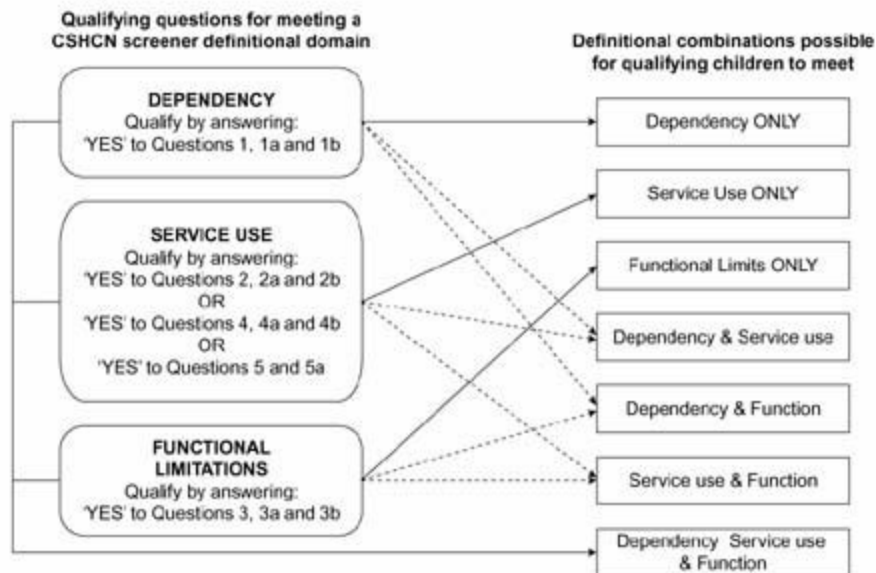 Qualifying questions for meeting a
CSHCN screener definitional domain
DEPENDENCY
Qualify by answering:
'YES' to Questions 1, 1a and 1b
SERVICE USE
Qualify by answering:
'YES' to Questions 2, 2a and 2b
OR
'YES' to Questions 4, 4a and 4b
OR
'YES' to Questions 5 and 5a
FUNCTIONAL
LIMITATIONS
Qualify by answering:
'YES' to Questions 3, 3a and 3b
Definitional combinations possible
for qualifying children to meet
Dependency ONLY
Service Use ONLY
Functional Limits ONLY
Dependency & Service use
Dependency & Function
Service use & Function
Dependency Service use
& Function